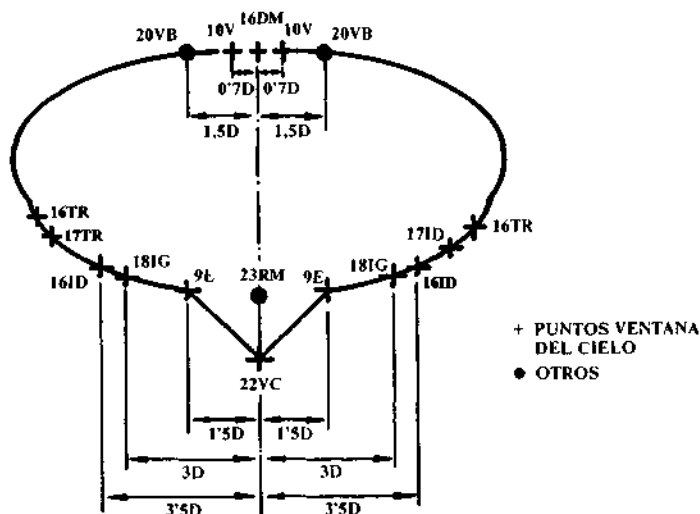 16DM
20VB 10V 10V 20VB
0'7D 0'7D
1,5D 1,5D
16TR 16TR
17TR 17ID
16ID 18IG 9E 23RM 9E 18IG 16ID
22VC
+ PUNTOS VENTANA
DEL CIELO
● OTROS
1'5D 1'5D
3D 3D
3'5D 3'5D